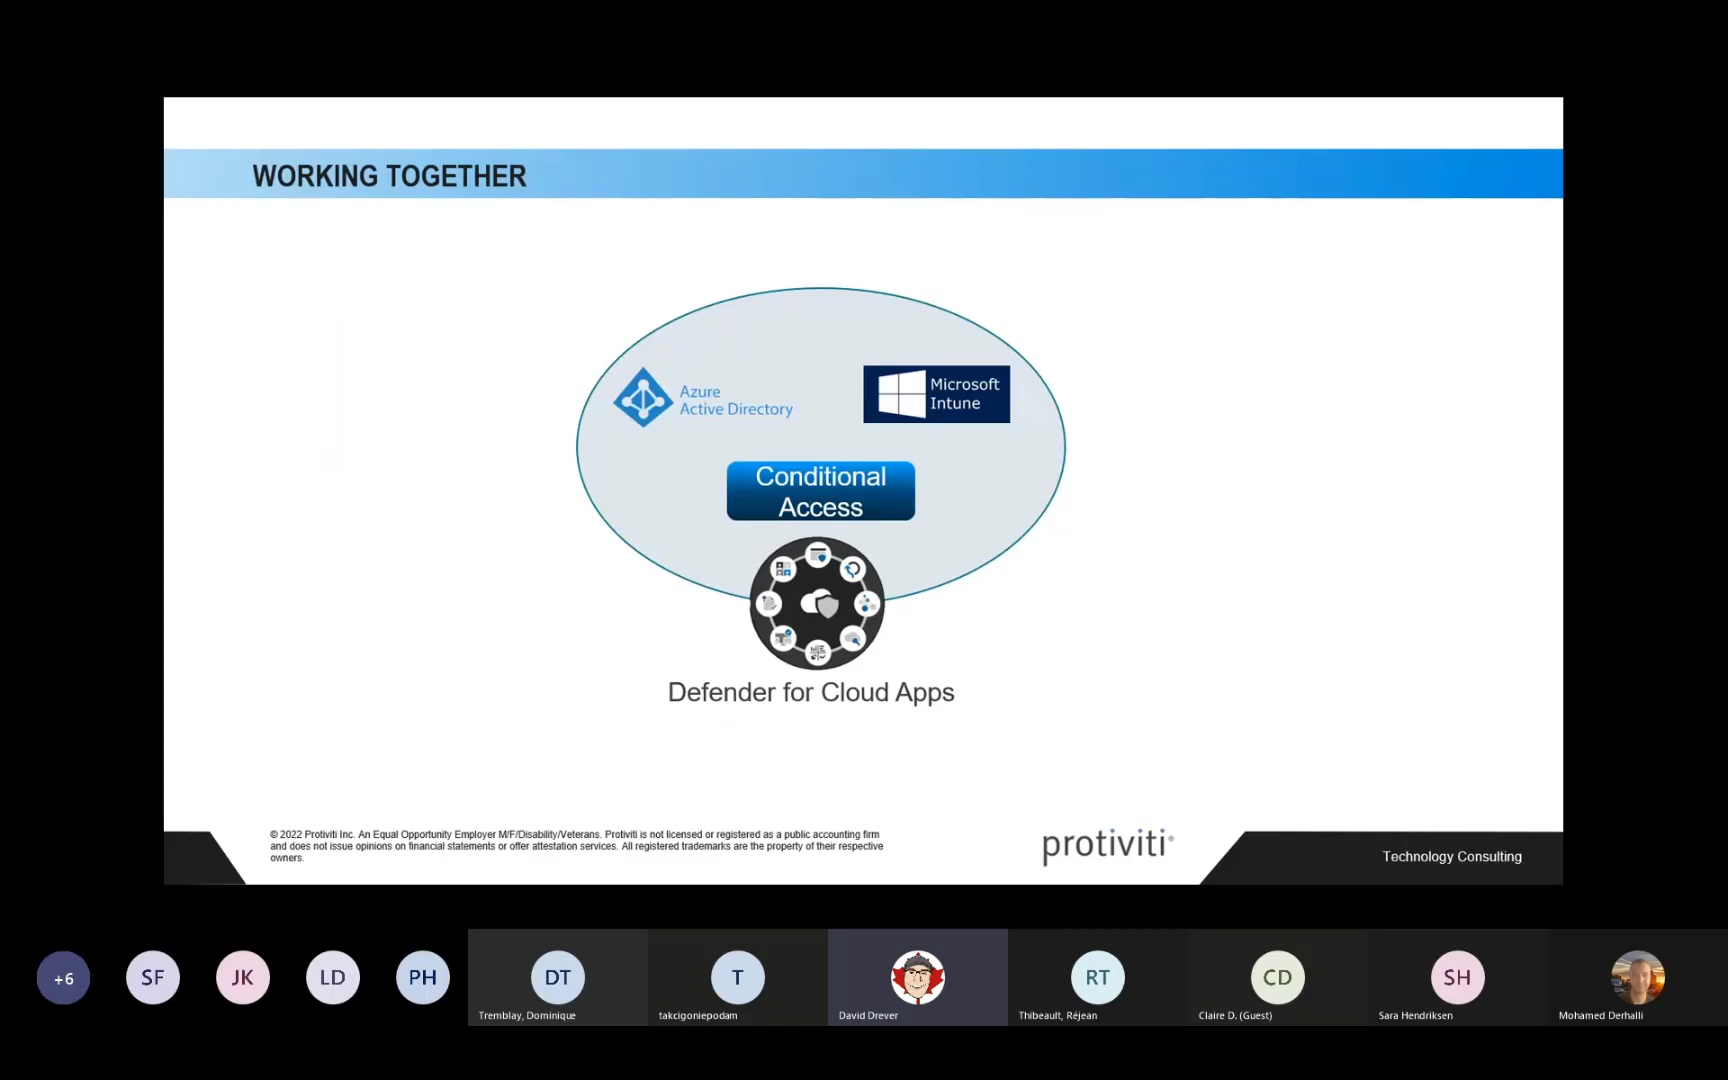 WORKING TOGETHER
Azure
Active Directory
Microsoft
Intune
Conditional
Access
Defender for Cloud Apps
© 2022 Protiviti Inc. An Equal Opportunity Employer M/F/Disability/Veterans. Protiviti is not licensed or registered as a public accounting firm
and does not issue opinions on financial statements or offer attestation services. All registered trademarks are the property of their respective
owners.
protiviti®
Technology Consulting
+6
SF
JK
LD
PH
DT
Tremblay, Dominique
T
takcigoniepodam
David Drever
RT
Thibeault, Réjean
CD
Claire D. (Guest)
SH
Sara Hendriksen
Mohamed Derhalli